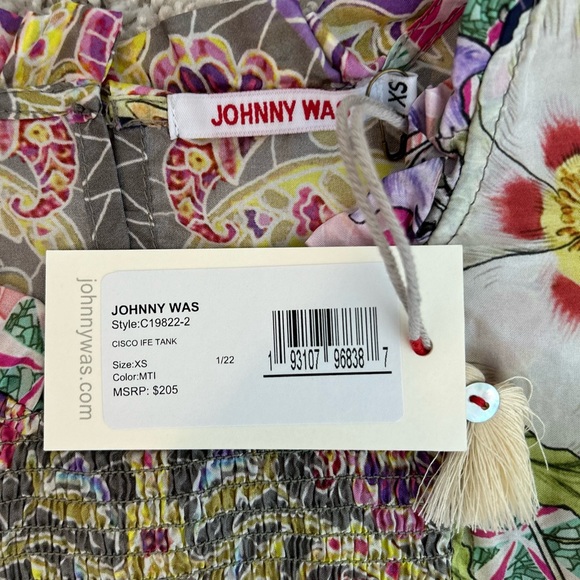 JOHNNY WAS
XS
johnnywas.com
JOHNNY WAS
Style:C19822-2
CISCO IFE TANK
Size:XS 1/22
Color:MTI
MSRP: $205
1 93107 96838 7